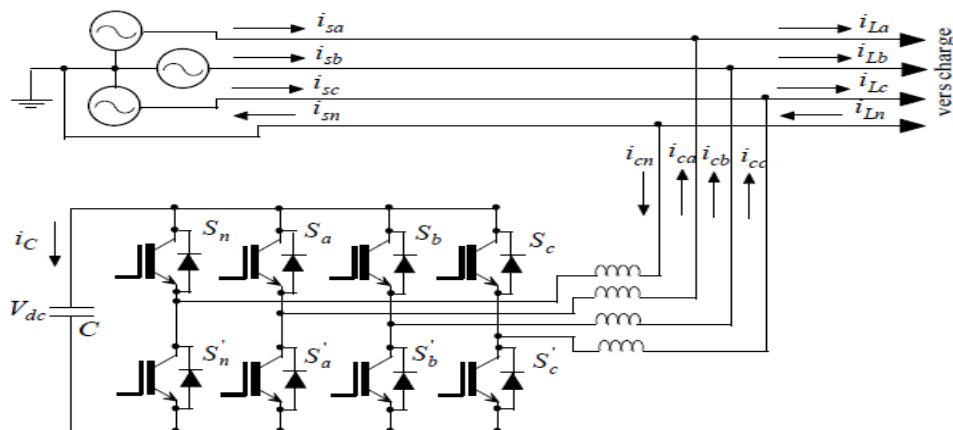 i_sa i_La
i_sb i_Lb
i_sc i_Lc
i_sn i_Ln
vers charge
i_cn i_ca i_cb i_cc
i_C
S_n S_a S_b S_c
V_dc C
S'_n S'_a S'_b S'_c